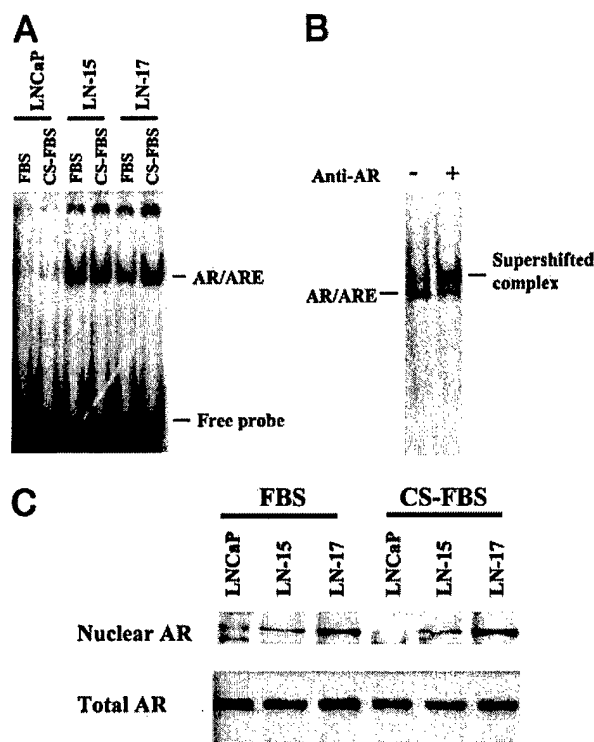 A
LNCaP LN-15 LN-17
FBS CS-FBS FBS CS-FBS FBS CS-FBS
AR/ARE
Free probe
B
Anti-AR - +
AR/ARE
Supershifted
complex
C
FBS CS-FBS
LNCaP LN-15 LN-17 LNCaP LN-15 LN-17
Nuclear AR
Total AR